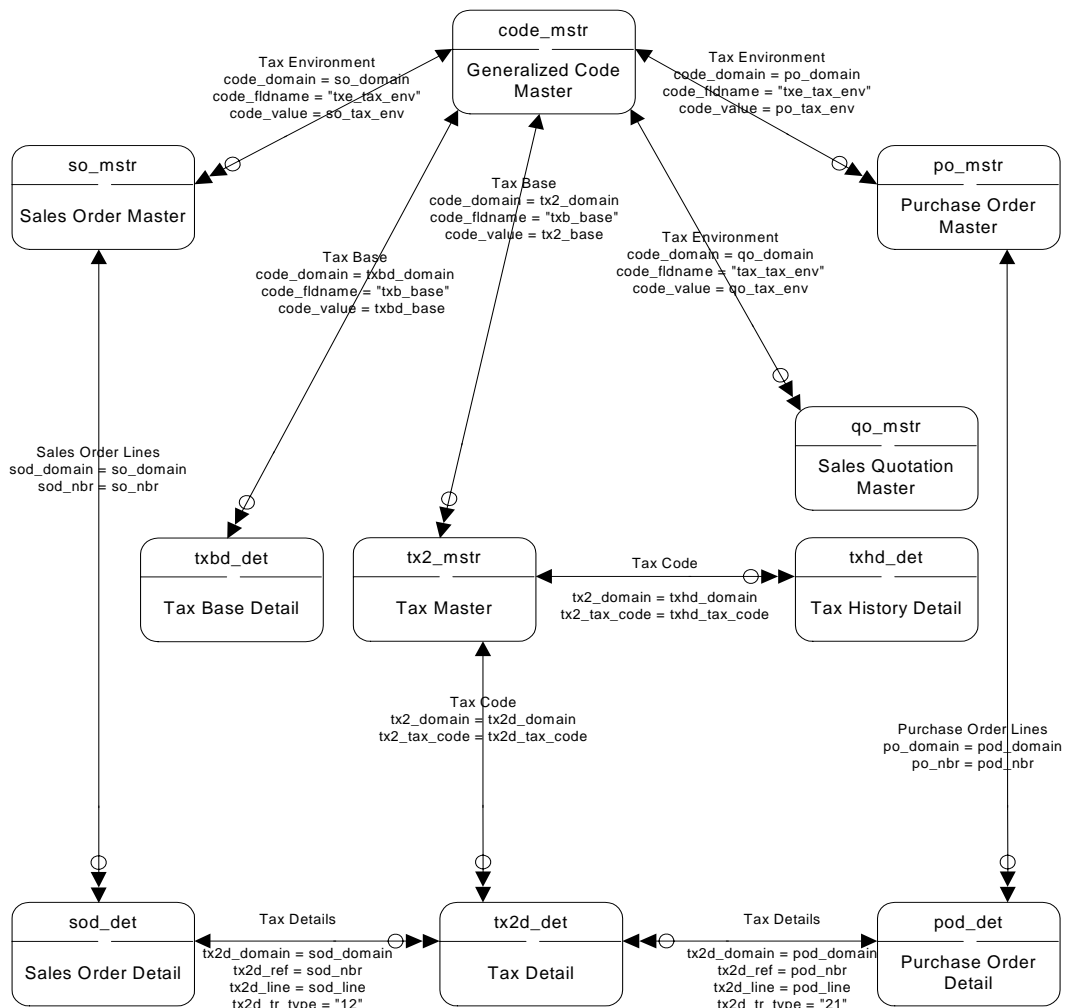 code_mstr
Generalized Code
Master
Tax Environment
code_domain = so_domain
code_fldname = "txe_tax_env"
code_value = so_tax_env
Tax Environment
code_domain = po_domain
code_fldname = "txe_tax_env"
code_value = po_tax_env
so_mstr
Sales Order Master
po_mstr
Purchase Order
Master
Tax Base
code_domain = tx2_domain
code_fldname = "txb_base"
code_value = tx2_base
Tax Base
code_domain = txbd_domain
code_fldname = "txb_base"
code_value = txbd_base
Tax Environment
code_domain = qo_domain
code_fldname = "tax_tax_env"
code_value = qo_tax_env
qo_mstr
Sales Quotation
Master
Sales Order Lines
sod_domain = so_domain
sod_nbr = so_nbr
txbd_det
Tax Base Detail
tx2_mstr
Tax Master
Tax Code
tx2_domain = txhd_domain
tx2_tax_code = txhd_tax_code
txhd_det
Tax History Detail
Tax Code
tx2_domain = tx2d_domain
tx2_tax_code = tx2d_tax_code
Purchase Order Lines
po_domain = pod_domain
po_nbr = pod_nbr
sod_det
Sales Order Detail
Tax Details
tx2d_domain = sod_domain
tx2d_ref = sod_nbr
tx2d_line = sod_line
tx2d_tr_type = "12"
tx2d_det
Tax Detail
Tax Details
tx2d_domain = pod_domain
tx2d_ref = pod_nbr
tx2d_line = pod_line
tx2d_tr_type = "21"
pod_det
Purchase Order
Detail